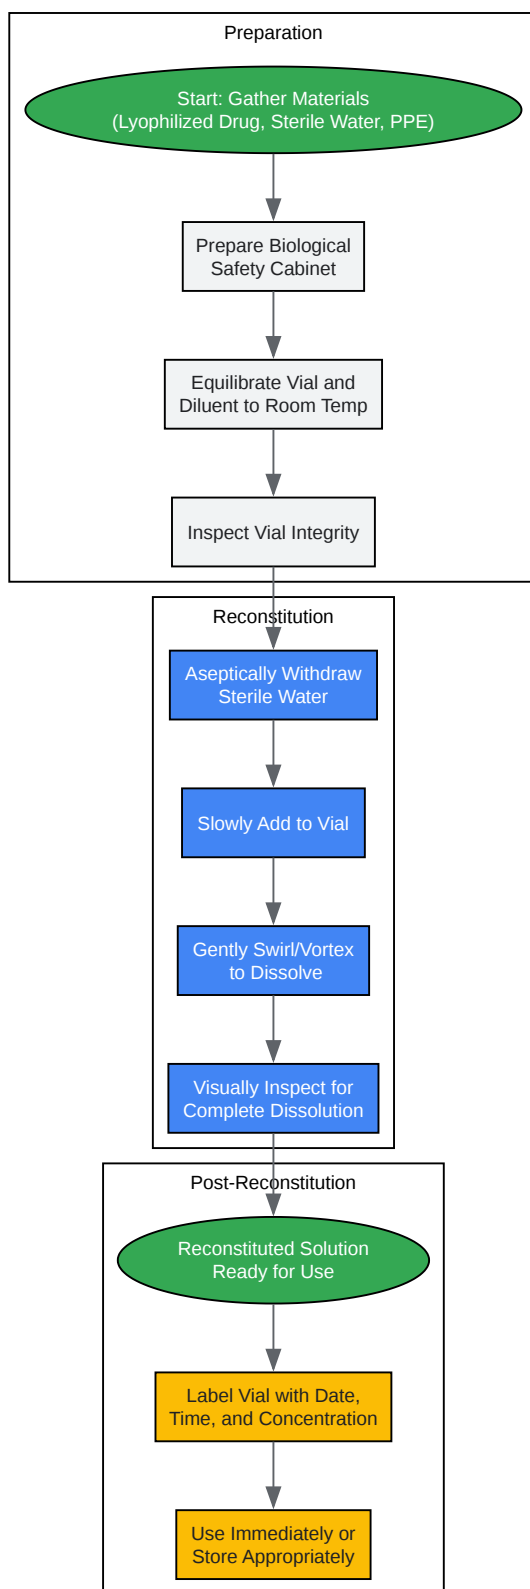 Preparation
Start: Gather Materials
(Lyophilized Drug, Sterile Water, PPE)
Prepare Biological
Safety Cabinet
Equilibrate Vial and
Diluent to Room Temp
Inspect Vial Integrity
Reconstitution
Aseptically Withdraw
Sterile Water
Slowly Add to Vial
Gently Swirl/Vortex
to Dissolve
Visually Inspect for
Complete Dissolution
Post-Reconstitution
Reconstituted Solution
Ready for Use
Label Vial with Date,
Time, and Concentration
Use Immediately or
Store Appropriately